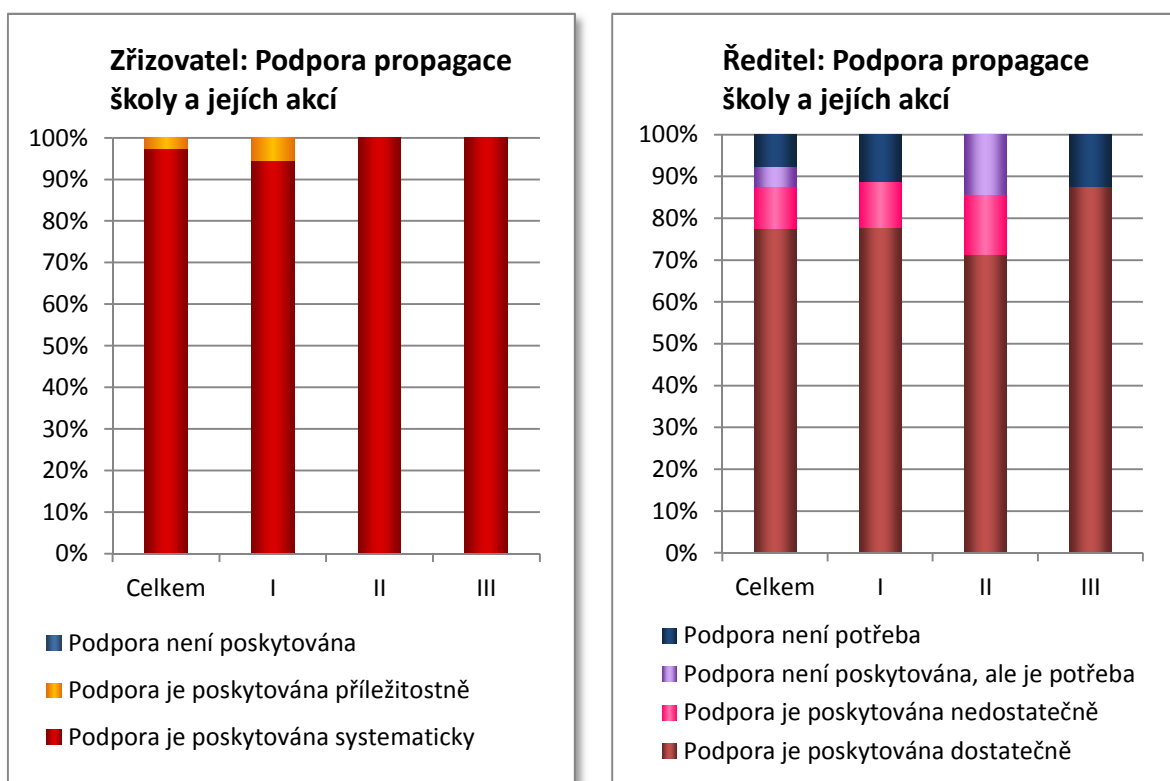 Zřizovatel: Podpora propagace
školy a jejích akcí
100%
90%
80%
70%
60%
50%
40%
30%
20%
10%
0%
Celkem I II III
Podpora není poskytována
Podpora je poskytována příležitostně
Podpora je poskytována systematicky
Ředitel: Podpora propagace
školy a jejích akcí
100%
90%
80%
70%
60%
50%
40%
30%
20%
10%
0%
Celkem I II III
Podpora není potřeba
Podpora není poskytována, ale je potřeba
Podpora je poskytována nedostatečně
Podpora je poskytována dostatečně